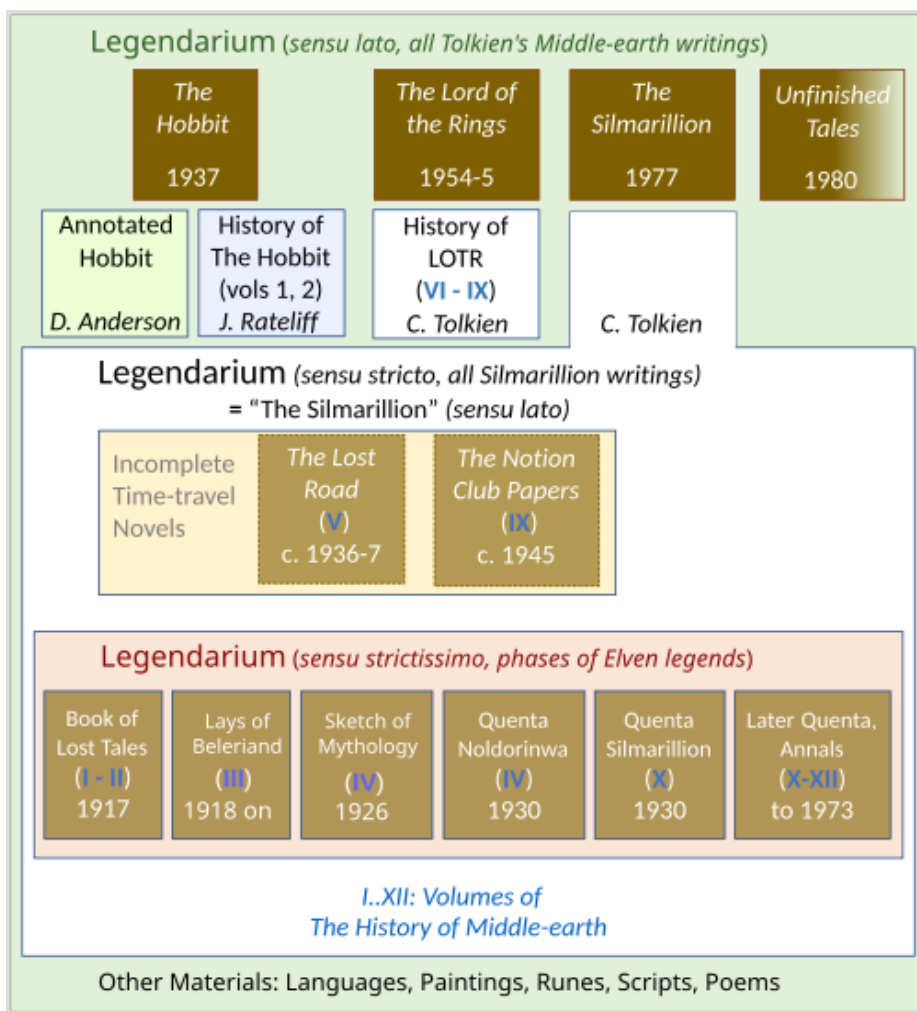 Legendarium (sensu lato, all Tolkien's Middle-earth writings)
The
Hobbit
1937
The Lord of
the Rings
1954-5
The
Silmarillion
1977
Unfinished
Tales
1980
Annotated
Hobbit
D. Anderson
History of
The Hobbit
(vols 1, 2)
J. Rateliff
History of
LOTR
(VI - IX)
C. Tolkien
C. Tolkien
Legendarium (sensu stricto, all Silmarillion writings)
= “The Silmarillion” (sensu lato)
Incomplete
Time-travel
Novels
The Lost
Road
(V)
c. 1936-7
The Notion
Club Papers
(IX)
c. 1945
Legendarium (sensu strictissimo, phases of Elven legends)
Book of
Lost Tales
(I - II)
1917
Lays of
Beleriand
(III)
1918 on
Sketch of
Mythology
(IV)
1926
Quenta
Noldorinwa
(IV)
1930
Quenta
Silmarillion
(X)
1930
Later Quenta,
Annals
(X-XII)
to 1973
I..XII: Volumes of
The History of Middle-earth
Other Materials: Languages, Paintings, Runes, Scripts, Poems